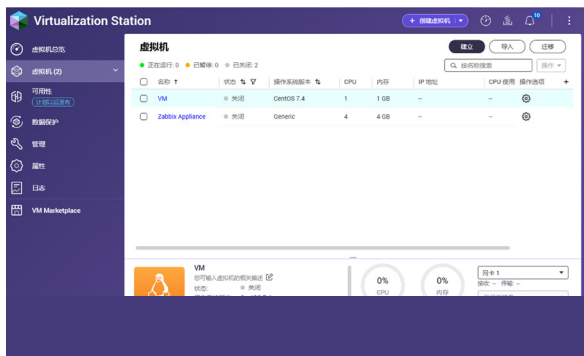 Virtualization Station
+ 创建虚拟机
10
虚拟机总览
虚拟机 (2)
可用性
(计划以后发布)
数据保护
管理
属性
日志
VM Marketplace
虚拟机
建立 导入 迁移
正在运行: 0 已暂停: 0 已关闭: 2
按名称搜索 操作
名称 状态 操作系统版本 CPU 内存 IP 地址 CPU 使用 操作选项 +
VM 关闭 CentOS 7.4 1 1 GB – –
Zabbix Appliance 关闭 Generic 4 4 GB – –
VM
您可输入虚拟机的相关描述
状态: 关闭
0%
CPU
0%
内存
网卡 1
接收: – 传输: –